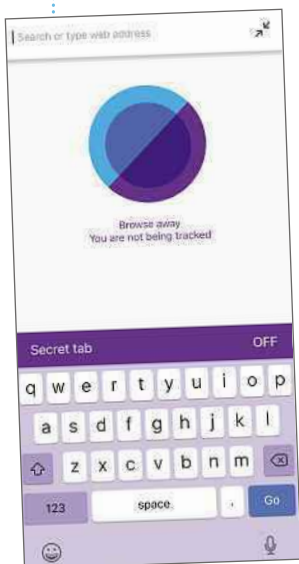 Search or type web address
Browse away
You are not being tracked
Secret tab OFF
q w e r t y u i o p
a s d f g h j k l
z x c v b n m
123 space . Go